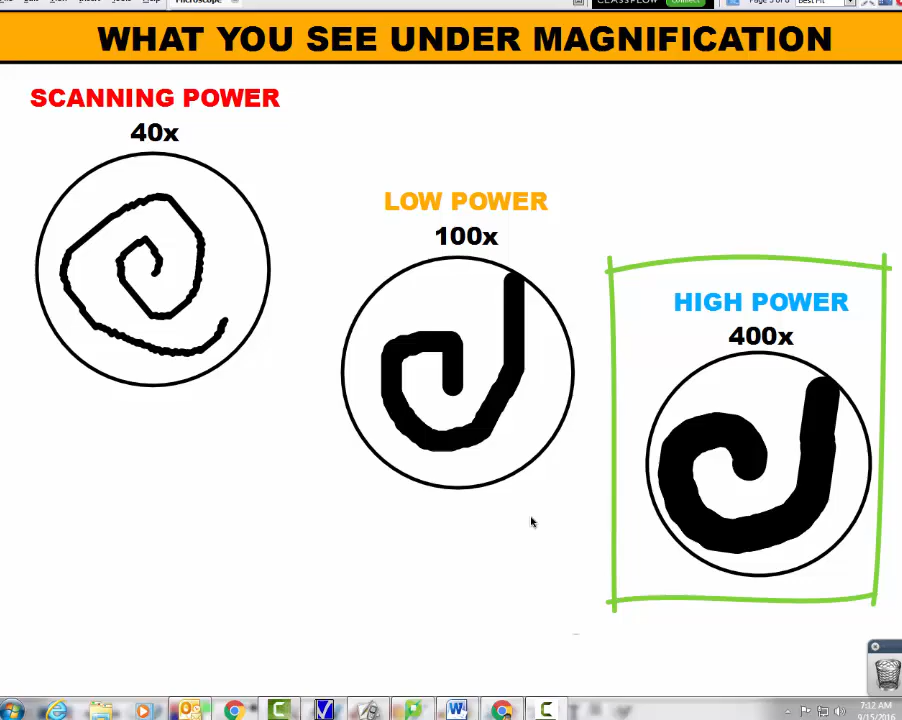 Microscope
CLASSFLOW
Connect
Best Fit
WHAT YOU SEE UNDER MAGNIFICATION
SCANNING POWER
40x
LOW POWER
100x
HIGH POWER
400x
7:12 AM
9/15/2016